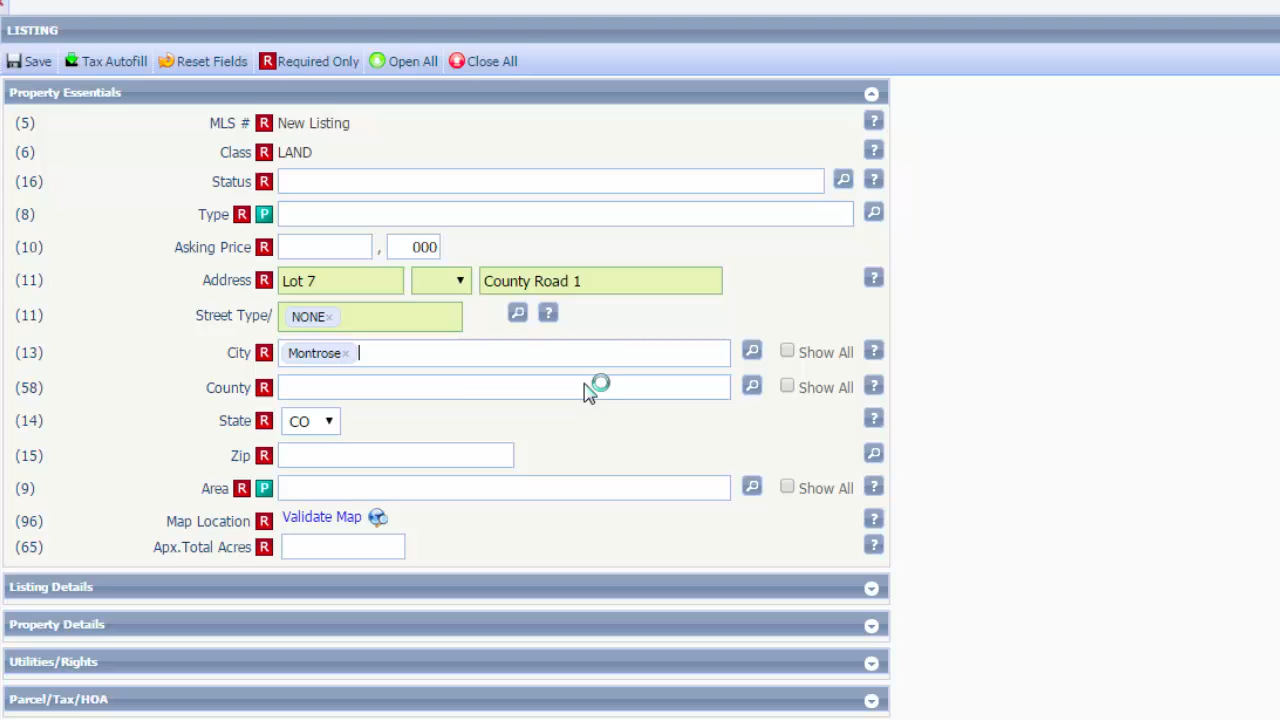 LISTING
Save Tax Autofill Reset Fields R Required Only Open All Close All
Property Essentials
(5) MLS # R New Listing ?
(6) Class R LAND ?
(16) Status R ?
(8) Type R P
(10) Asking Price R , 000
(11) Address R Lot 7 County Road 1 ?
(11) Street Type/ NONE× ?
(13) City R Montrose× Show All ?
(58) County R Show All ?
(14) State R CO ?
(15) Zip R
(9) Area R P Show All ?
(96) Map Location R Validate Map ?
(65) Apx.Total Acres R ?
Listing Details
Property Details
Utilities/Rights
Parcel/Tax/HOA